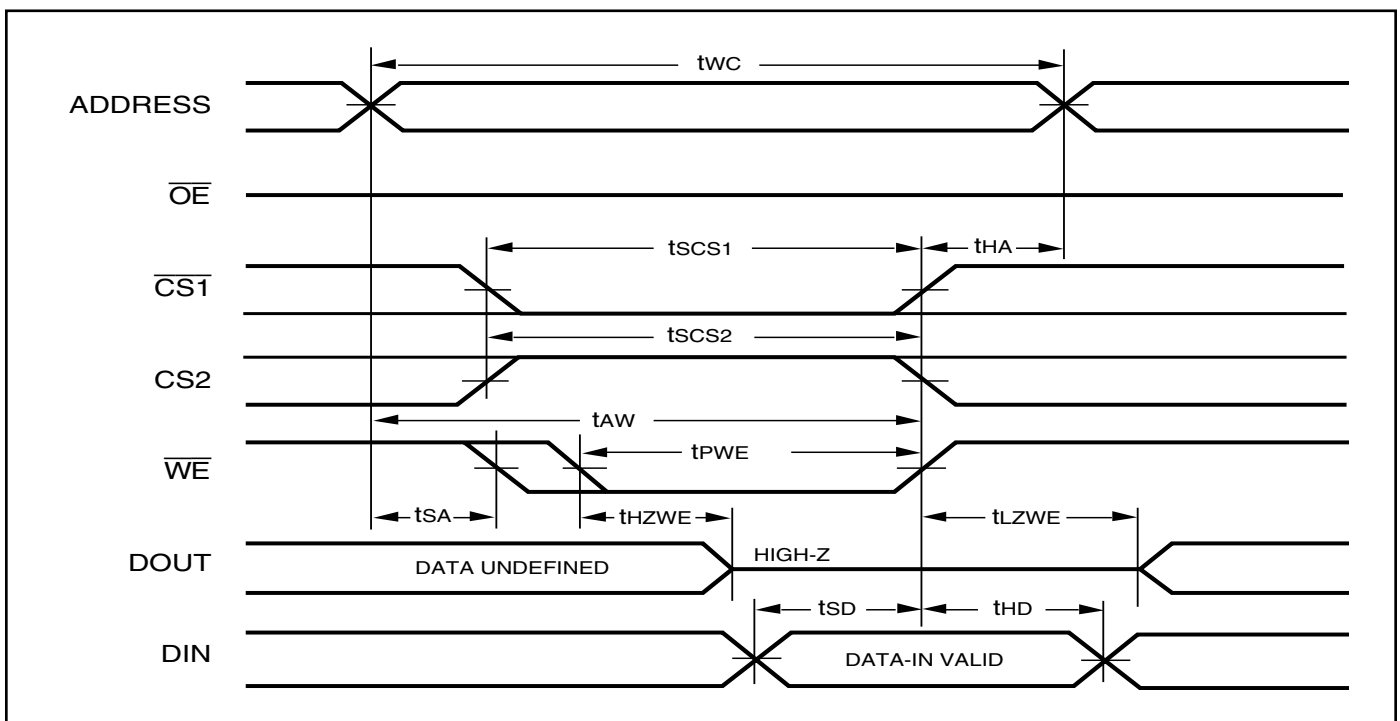 tWC
ADDRESS
OE
tSCS1
tHA
CS1
tSCS2
CS2
tAW
WE
tPWE
tSA
tHZWE
tLZWE
DOUT
DATA UNDEFINED
HIGH-Z
tSD
tHD
DIN
DATA-IN VALID